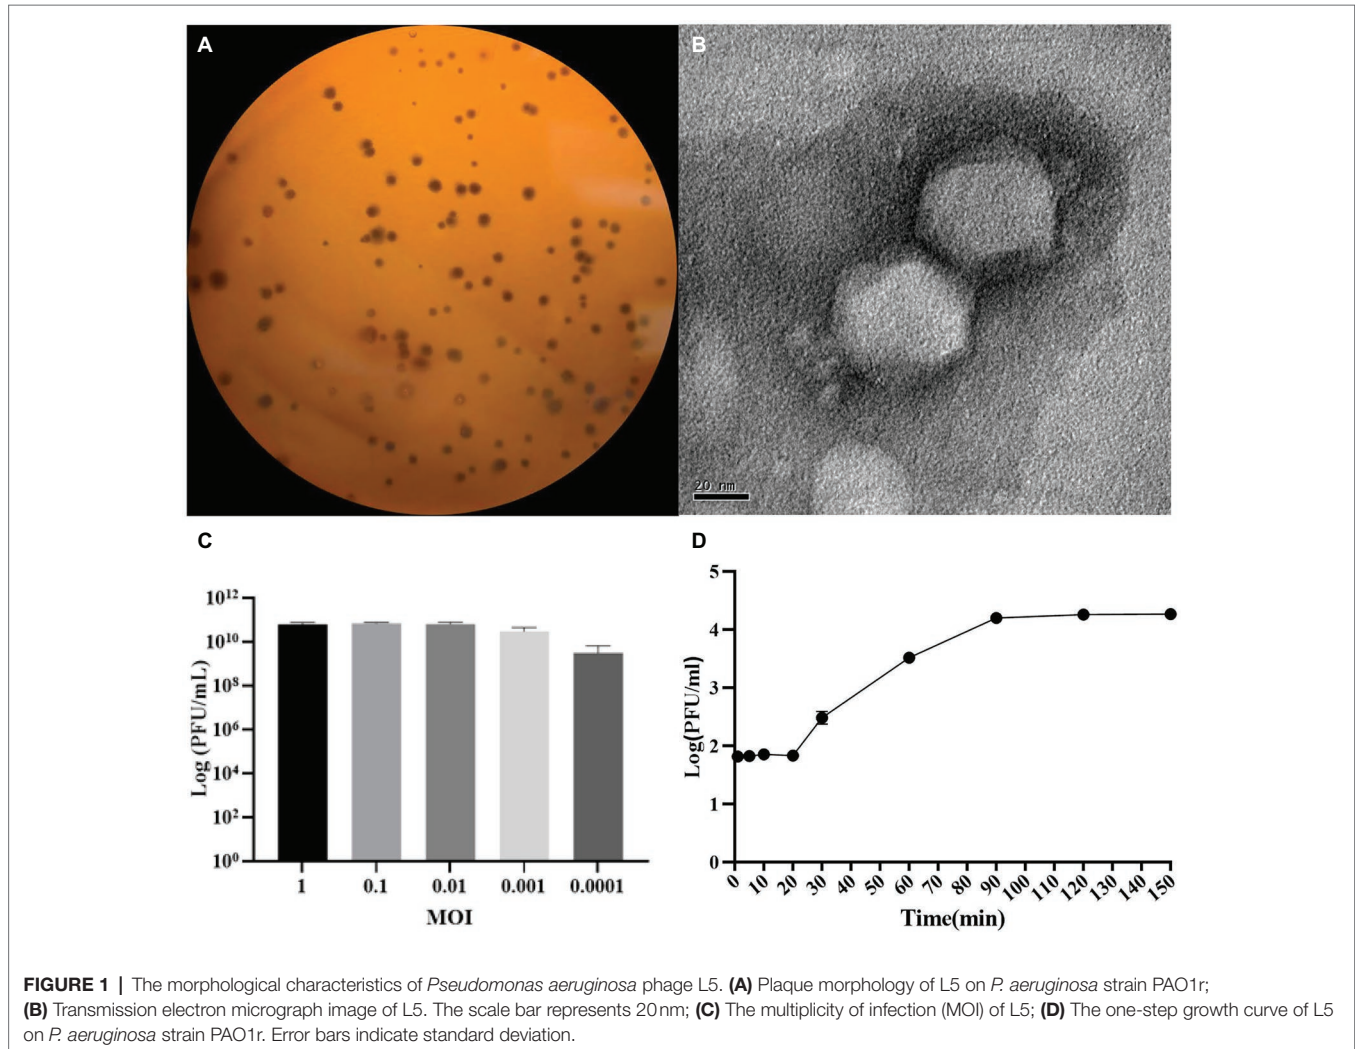 A
B
20 nm
C
D
Log (PFU/mL)
10¹²
10¹⁰
10⁸
10⁶
10⁴
10²
10⁰
1 0.1 0.01 0.001 0.0001
MOI
Log(PFU/ml)
5
4
3
2
1
0
0 10 20 30 40 50 60 70 80 90 100 110 120 130 140 150
Time(min)
FIGURE 1 | The morphological characteristics of Pseudomonas aeruginosa phage L5. (A) Plaque morphology of L5 on P. aeruginosa strain PAO1r;
(B) Transmission electron micrograph image of L5. The scale bar represents 20 nm; (C) The multiplicity of infection (MOI) of L5; (D) The one-step growth curve of L5
on P. aeruginosa strain PAO1r. Error bars indicate standard deviation.